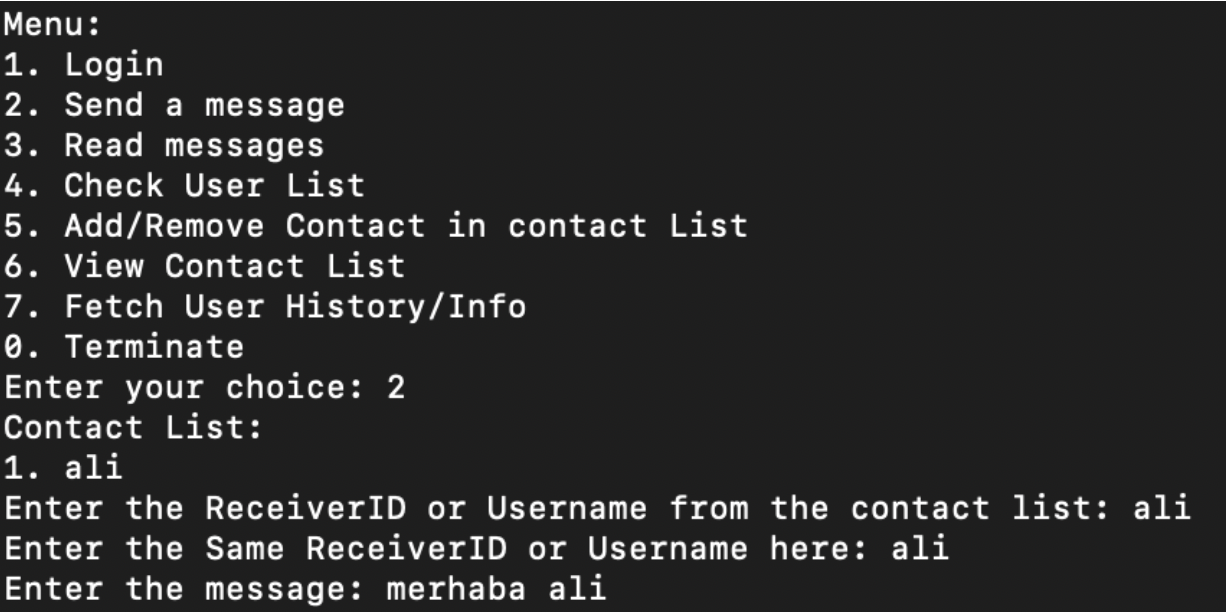 Menu:
1. Login
2. Send a message
3. Read messages
4. Check User List
5. Add/Remove Contact in contact List
6. View Contact List
7. Fetch User History/Info
0. Terminate
Enter your choice: 2
Contact List:
1. ali
Enter the ReceiverID or Username from the contact list: ali
Enter the Same ReceiverID or Username here: ali
Enter the message: merhaba ali